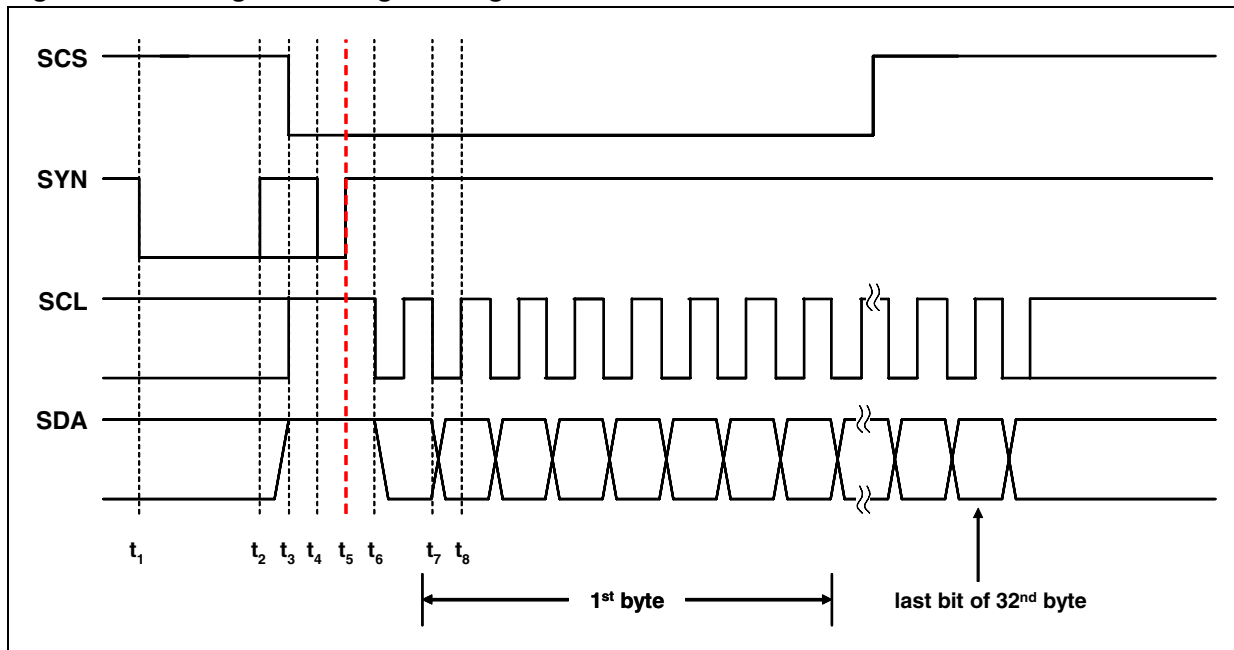 SCS
SYN
SCL
SDA
t1 t2 t3 t4 t5 t6 t7 t8
1st byte
last bit of 32nd byte